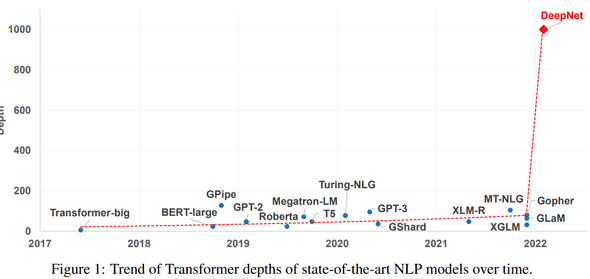 DeepNet
1000
800
600
400
200
0
Depth
GPipe
Turing-NLG
Megatron-LM
MT-NLG
Transformer-big
BERT-large
GPT-2
Roberta
T5
GPT-3
GShard
XLM-R
Gopher
GLaM
XGLM
2017 2018 2019 2020 2021 2022
Figure 1: Trend of Transformer depths of state-of-the-art NLP models over time.